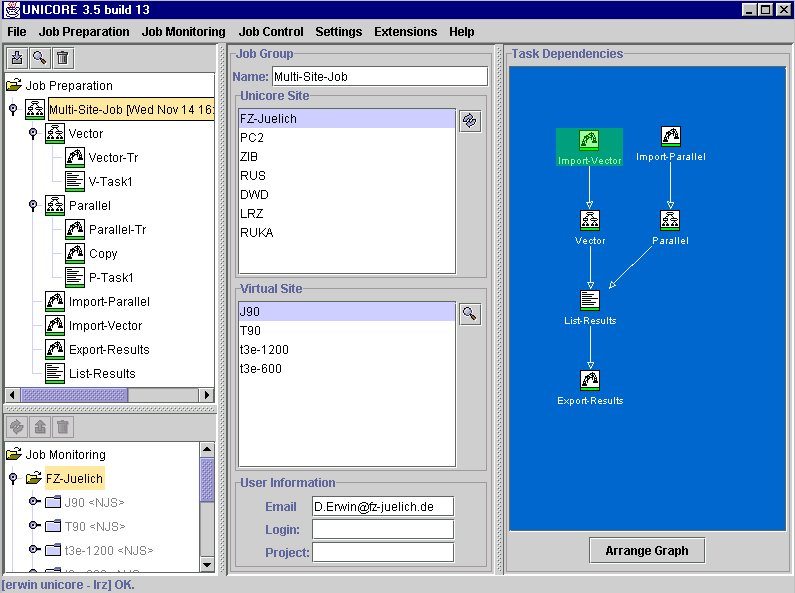 UNICORE 3.5 build 13
File Job Preparation Job Monitoring Job Control Settings Extensions Help
Job Preparation
Multi-Site-Job [Wed Nov 14 16:
Vector
Vector-Tr
V-Task1
Parallel
Parallel-Tr
Copy
P-Task1
Import-Parallel
Import-Vector
Export-Results
List-Results
Job Monitoring
FZ-Juelich
J90 <NJS>
T90 <NJS>
t3e-1200 <NJS>
Job Group
Name: Multi-Site-Job
Unicore Site
FZ-Juelich
PC2
ZIB
RUS
DWD
LRZ
RUKA
Virtual Site
J90
T90
t3e-1200
t3e-600
User Information
Email D.Erwin@fz-juelich.de
Login:
Project:
Task Dependencies
Import-Vector
Import-Parallel
Vector
Parallel
List-Results
Export-Results
Arrange Graph
[erwin unicore - lrz] OK.